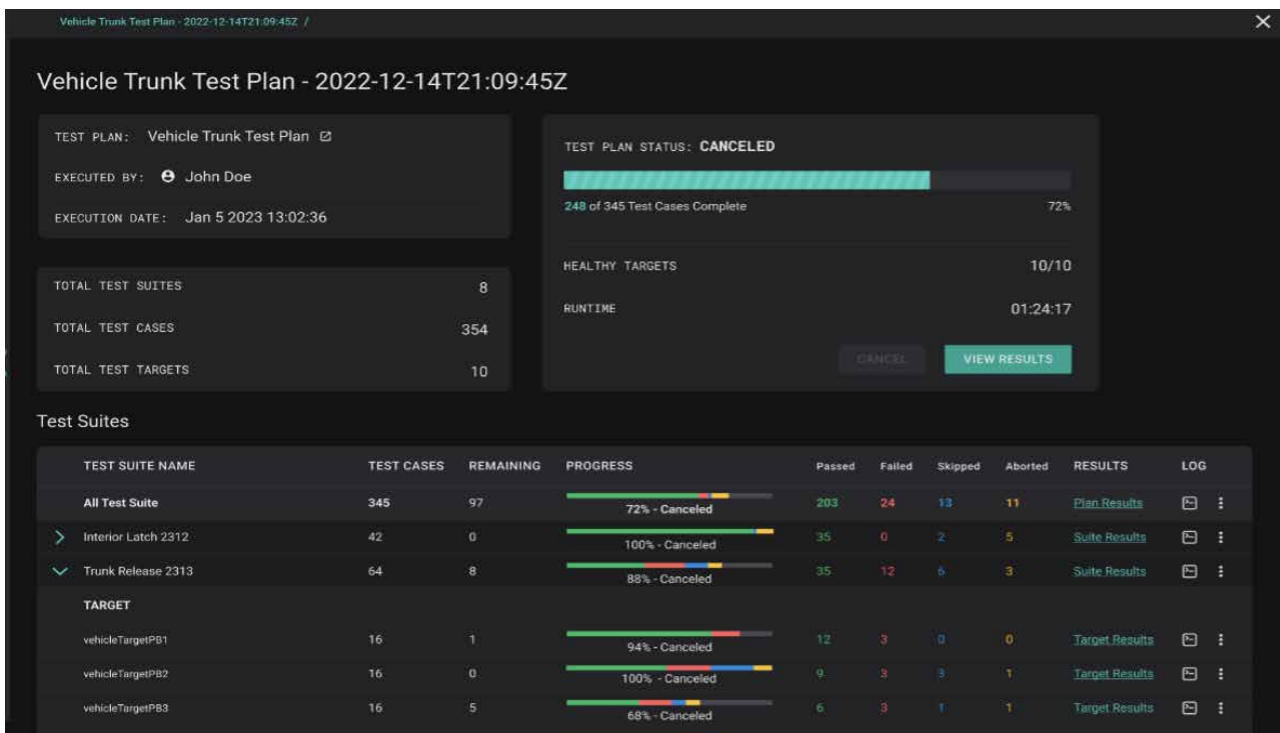 Vehicle Trunk Test Plan - 2022-12-14T21:09:45Z /
Vehicle Trunk Test Plan - 2022-12-14T21:09:45Z
TEST PLAN: Vehicle Trunk Test Plan
EXECUTED BY: John Doe
EXECUTION DATE: Jan 5 2023 13:02:36
TOTAL TEST SUITES 8
TOTAL TEST CASES 354
TOTAL TEST TARGETS 10
TEST PLAN STATUS: CANCELED
248 of 345 Test Cases Complete 72%
HEALTHY TARGETS 10/10
RUNTIME 01:24:17
CANCEL VIEW RESULTS
Test Suites
TEST SUITE NAME TEST CASES REMAINING PROGRESS Passed Failed Skipped Aborted RESULTS LOG
All Test Suite 345 97 72% - Canceled 203 24 13 11 Plan Results
Interior Latch 2312 42 0 100% - Canceled 35 0 2 5 Suite Results
Trunk Release 2313 64 8 88% - Canceled 35 12 6 3 Suite Results
TARGET
vehicleTargetPB1 16 1 94% - Canceled 12 3 0 0 Target Results
vehicleTargetPB2 16 0 100% - Canceled 9 3 3 1 Target Results
vehicleTargetPB3 16 5 68% - Canceled 6 3 1 1 Target Results